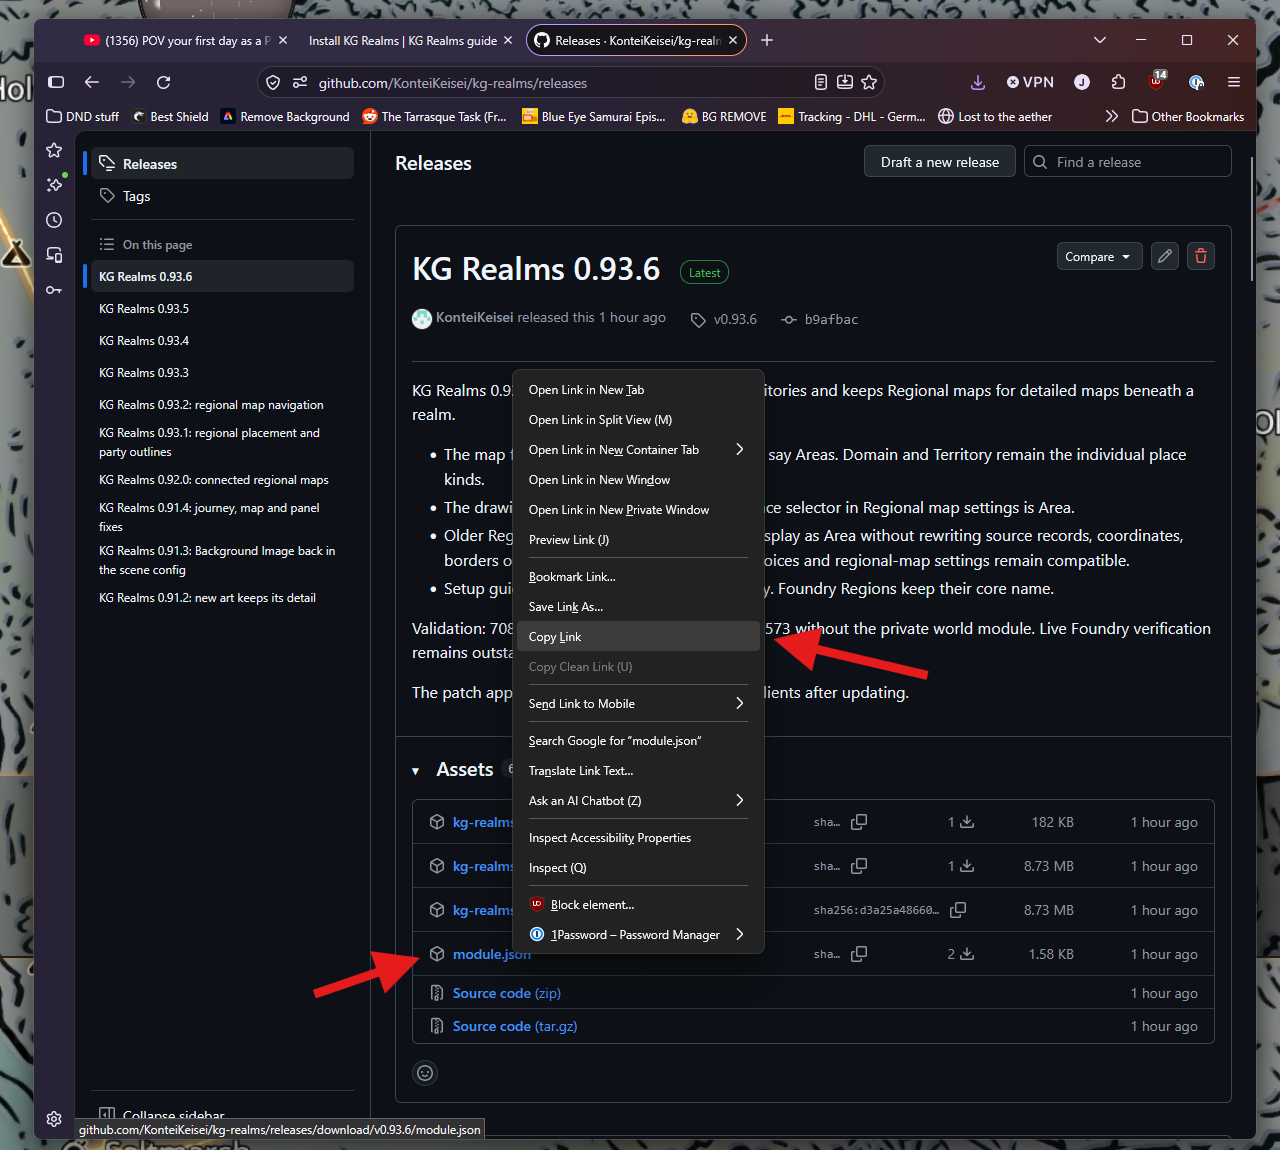 (1356) POV your first day as a P
Install KG Realms | KG Realms guide
Releases · KonteiKeisei/kg-realm
github.com/KonteiKeisei/kg-realms/releases
VPN
J
14
DND stuff
Best Shield
Remove Background
The Tarrasque Task (Fr...
Blue Eye Samurai Epis...
BG REMOVE
Tracking - DHL - Germ...
Lost to the aether
Other Bookmarks
Releases
Tags
On this page
KG Realms 0.93.6
KG Realms 0.93.5
KG Realms 0.93.4
KG Realms 0.93.3
KG Realms 0.93.2: regional map navigation
KG Realms 0.93.1: regional placement and
party outlines
KG Realms 0.92.0: connected regional maps
KG Realms 0.91.4: journey, map and panel
fixes
KG Realms 0.91.3: Background Image back in
the scene config
KG Realms 0.91.2: new art keeps its detail
Collapse sidebar
Releases
Draft a new release
Find a release
KG Realms 0.93.6
Latest
Compare
KonteiKeisei released this 1 hour ago
v0.93.6
b9afbac
KG Realms 0.9
itories and keeps Regional maps for detailed maps beneath a
realm.
The map
say Areas. Domain and Territory remain the individual place
kinds.
The drawi
ce selector in Regional map settings is Area.
Older Reg
splay as Area without rewriting source records, coordinates,
borders o
oices and regional-map settings remain compatible.
Setup gui
y. Foundry Regions keep their core name.
Validation: 708
573 without the private world module. Live Foundry verification
remains outsta
The patch app
lients after updating.
Open Link in New Tab
Open Link in Split View (M)
Open Link in New Container Tab
Open Link in New Window
Open Link in New Private Window
Preview Link (J)
Bookmark Link...
Save Link As...
Copy Link
Copy Clean Link (U)
Send Link to Mobile
Search Google for "module.json"
Translate Link Text...
Ask an AI Chatbot (Z)
Inspect Accessibility Properties
Inspect (Q)
Block element...
1Password – Password Manager
Assets 6
kg-realms
sha...
1
182 KB
1 hour ago
kg-realms
sha...
1
8.73 MB
1 hour ago
kg-realms
sha256:d3a25a48660...
8.73 MB
1 hour ago
module.json
sha...
2
1.58 KB
1 hour ago
Source code (zip)
1 hour ago
Source code (tar.gz)
1 hour ago
github.com/KonteiKeisei/kg-realms/releases/download/v0.93.6/module.json